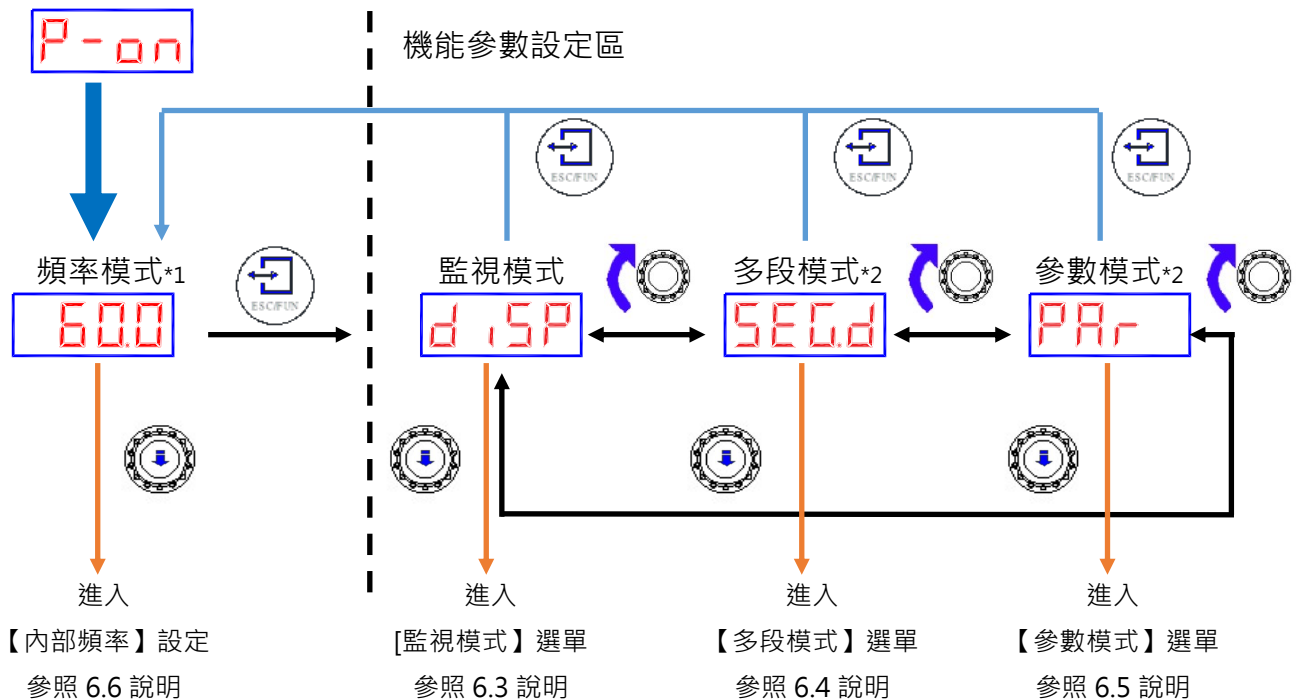 P-on
機能參數設定區
ESC/FUN
ESC/FUN
ESC/FUN
頻率模式*1
ESC/FUN
監視模式
多段模式*2
參數模式*2
60.0
diSP
SEG.d
PAr
進入
進入
進入
進入
【內部頻率】設定
[監視模式】選單
【多段模式】選單
【參數模式】選單
參照 6.6 說明
參照 6.3 說明
參照 6.4 說明
參照 6.5 說明